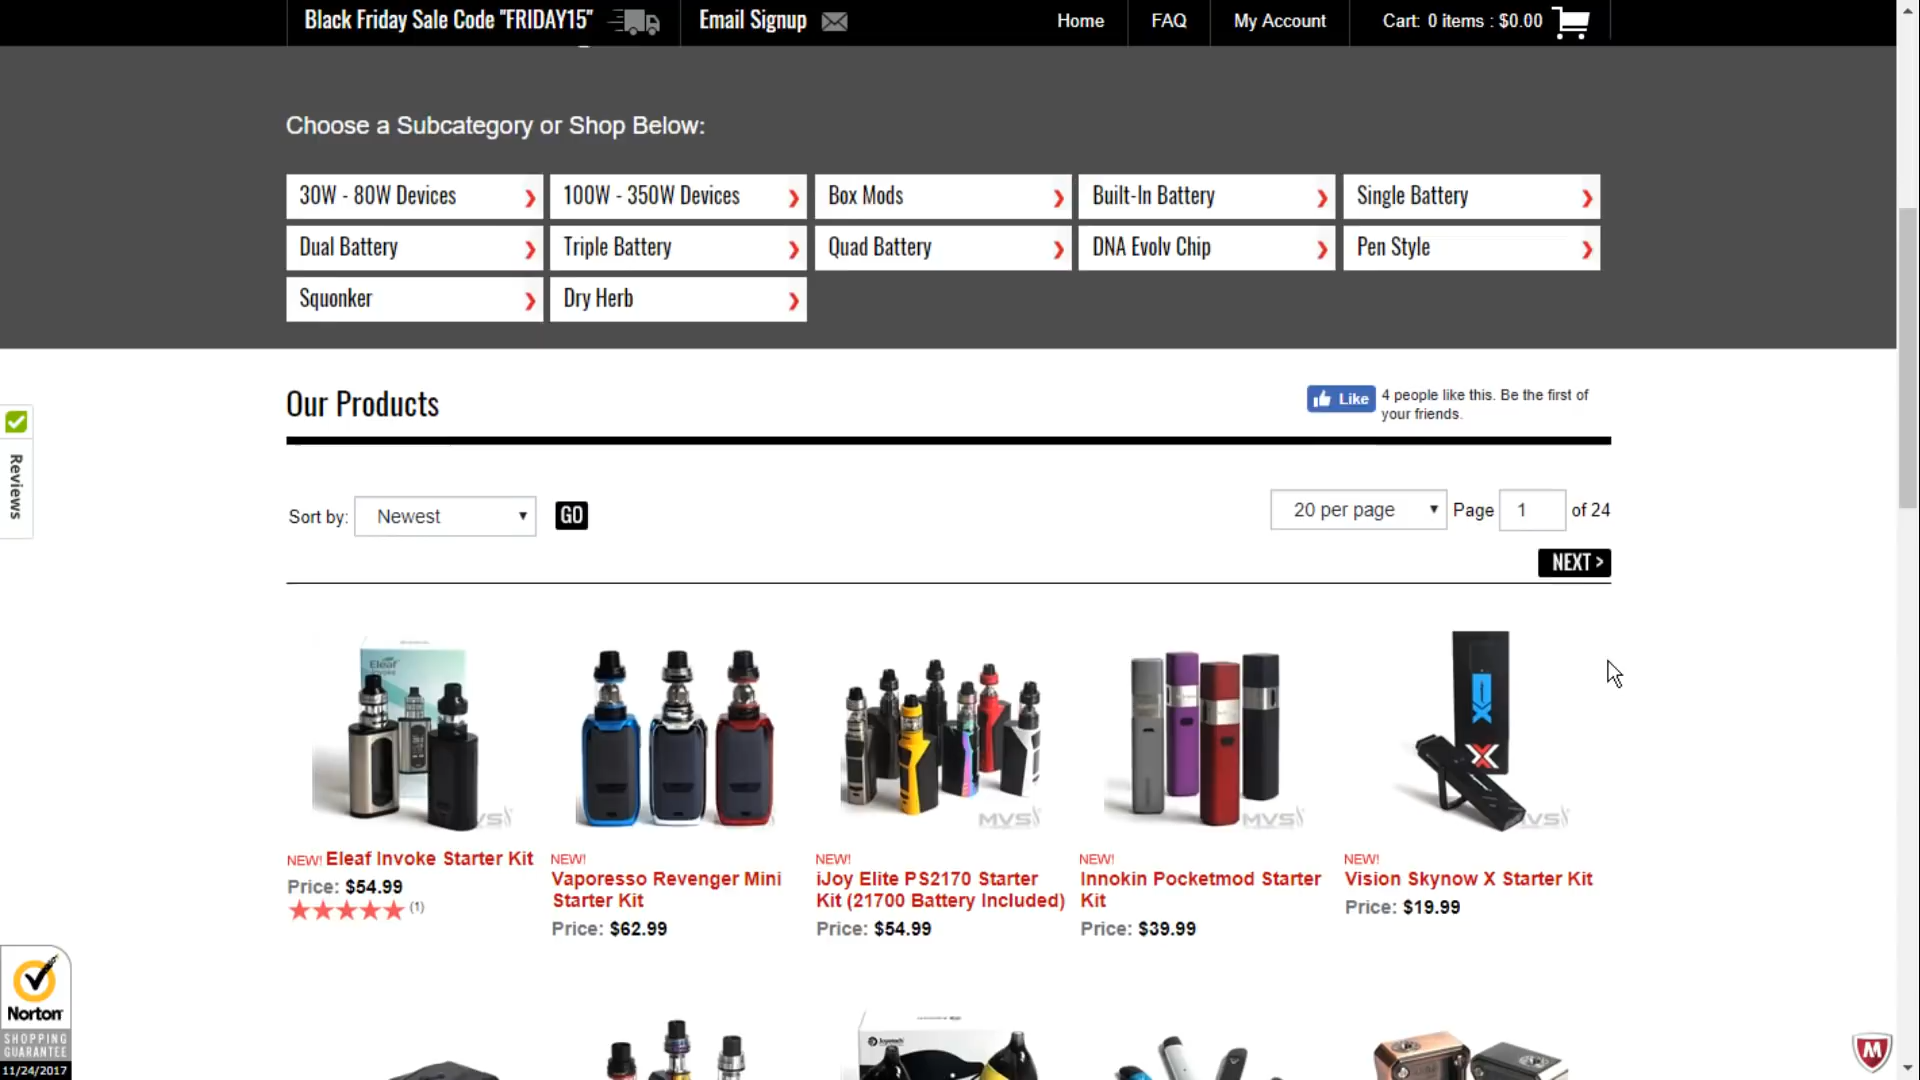 Black Friday Sale Code "FRIDAY15"
Email Signup
Home
FAQ
My Account
Cart: 0 items : $0.00
Choose a Subcategory or Shop Below:
30W - 80W Devices
100W - 350W Devices
Box Mods
Built-In Battery
Single Battery
Dual Battery
Triple Battery
Quad Battery
DNA Evolv Chip
Pen Style
Squonker
Dry Herb
Our Products
Like
4 people like this. Be the first of
your friends.
Reviews
Sort by:
Newest
GO
20 per page
Page
1
of 24
NEXT >
Eleaf
MVS
MVS
NEW! Eleaf Invoke Starter Kit
Price: $54.99
(1)
NEW!
Vaporesso Revenger Mini
Starter Kit
Price: $62.99
NEW!
iJoy Elite PS2170 Starter
Kit (21700 Battery Included)
Price: $54.99
NEW!
Innokin Pocketmod Starter
Kit
Price: $39.99
NEW!
Vision Skynow X Starter Kit
Price: $19.99
Norton
SHOPPING
GUARANTEE
11/24/2017